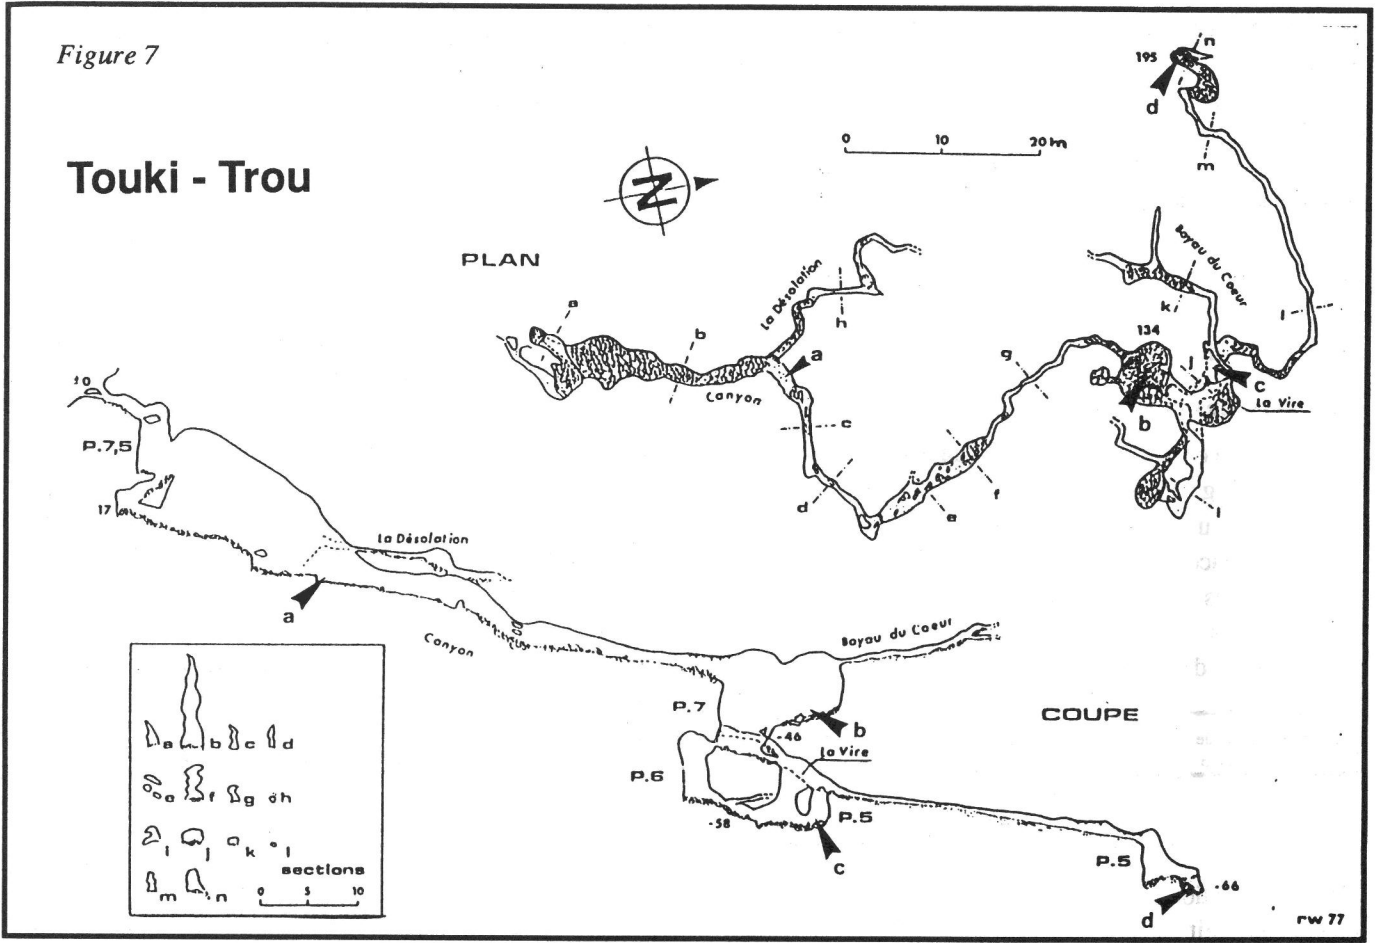 Figure 7
Touki - Trou
N
0 10 20m
PLAN
195
n
d
m
Boyau du Coeur
k
l
La Désolation
h
a
b
a
Canyon
c
d
e
f
g
134
j
c
La Vire
b
l
±0
P.7,5
17
La Désolation
a
Canyon
Boyau du Coeur
P.7
-46
b
La Vire
P.6
-58
P.5
c
P.5
-66
d
COUPE
a b c d
e f g h
i j k l
m n
sections
0 5 10
rw 77